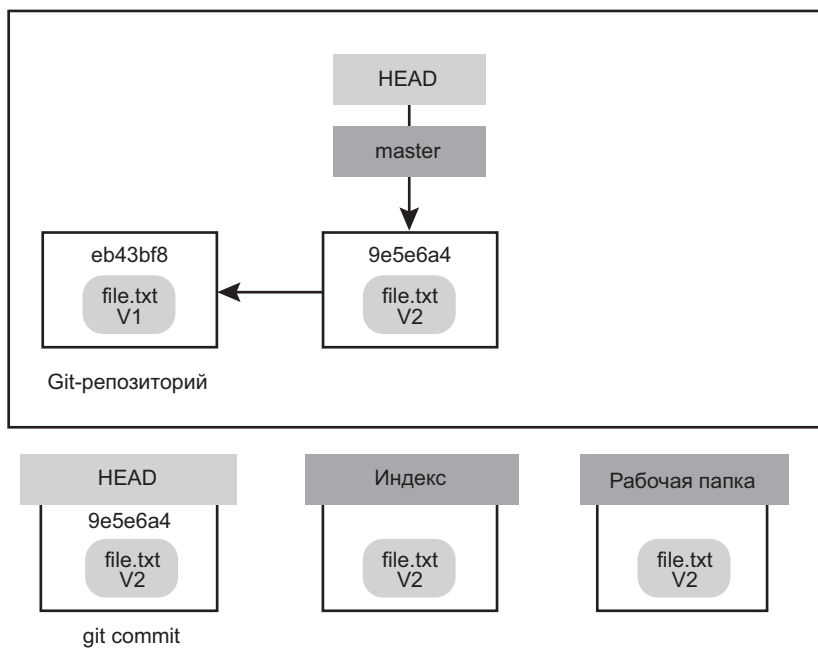 HEAD
master
eb43bf8
file.txt
V1
9e5e6a4
file.txt
V2
Git-репозиторий
HEAD
9e5e6a4
file.txt
V2
git commit
Индекс
file.txt
V2
Рабочая папка
file.txt
V2